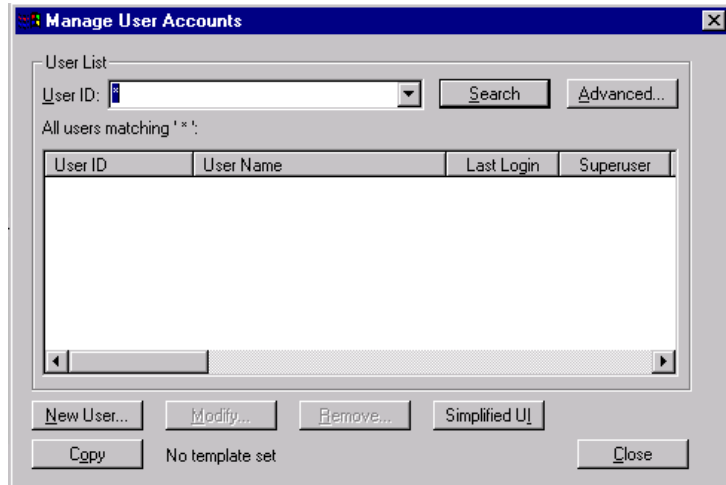 Manage User Accounts
User List
User ID: *
Search
Advanced...
All users matching ' * ':
User ID User Name Last Login Superuser
New User... Modify... Remove... Simplified UI
Copy No template set Close